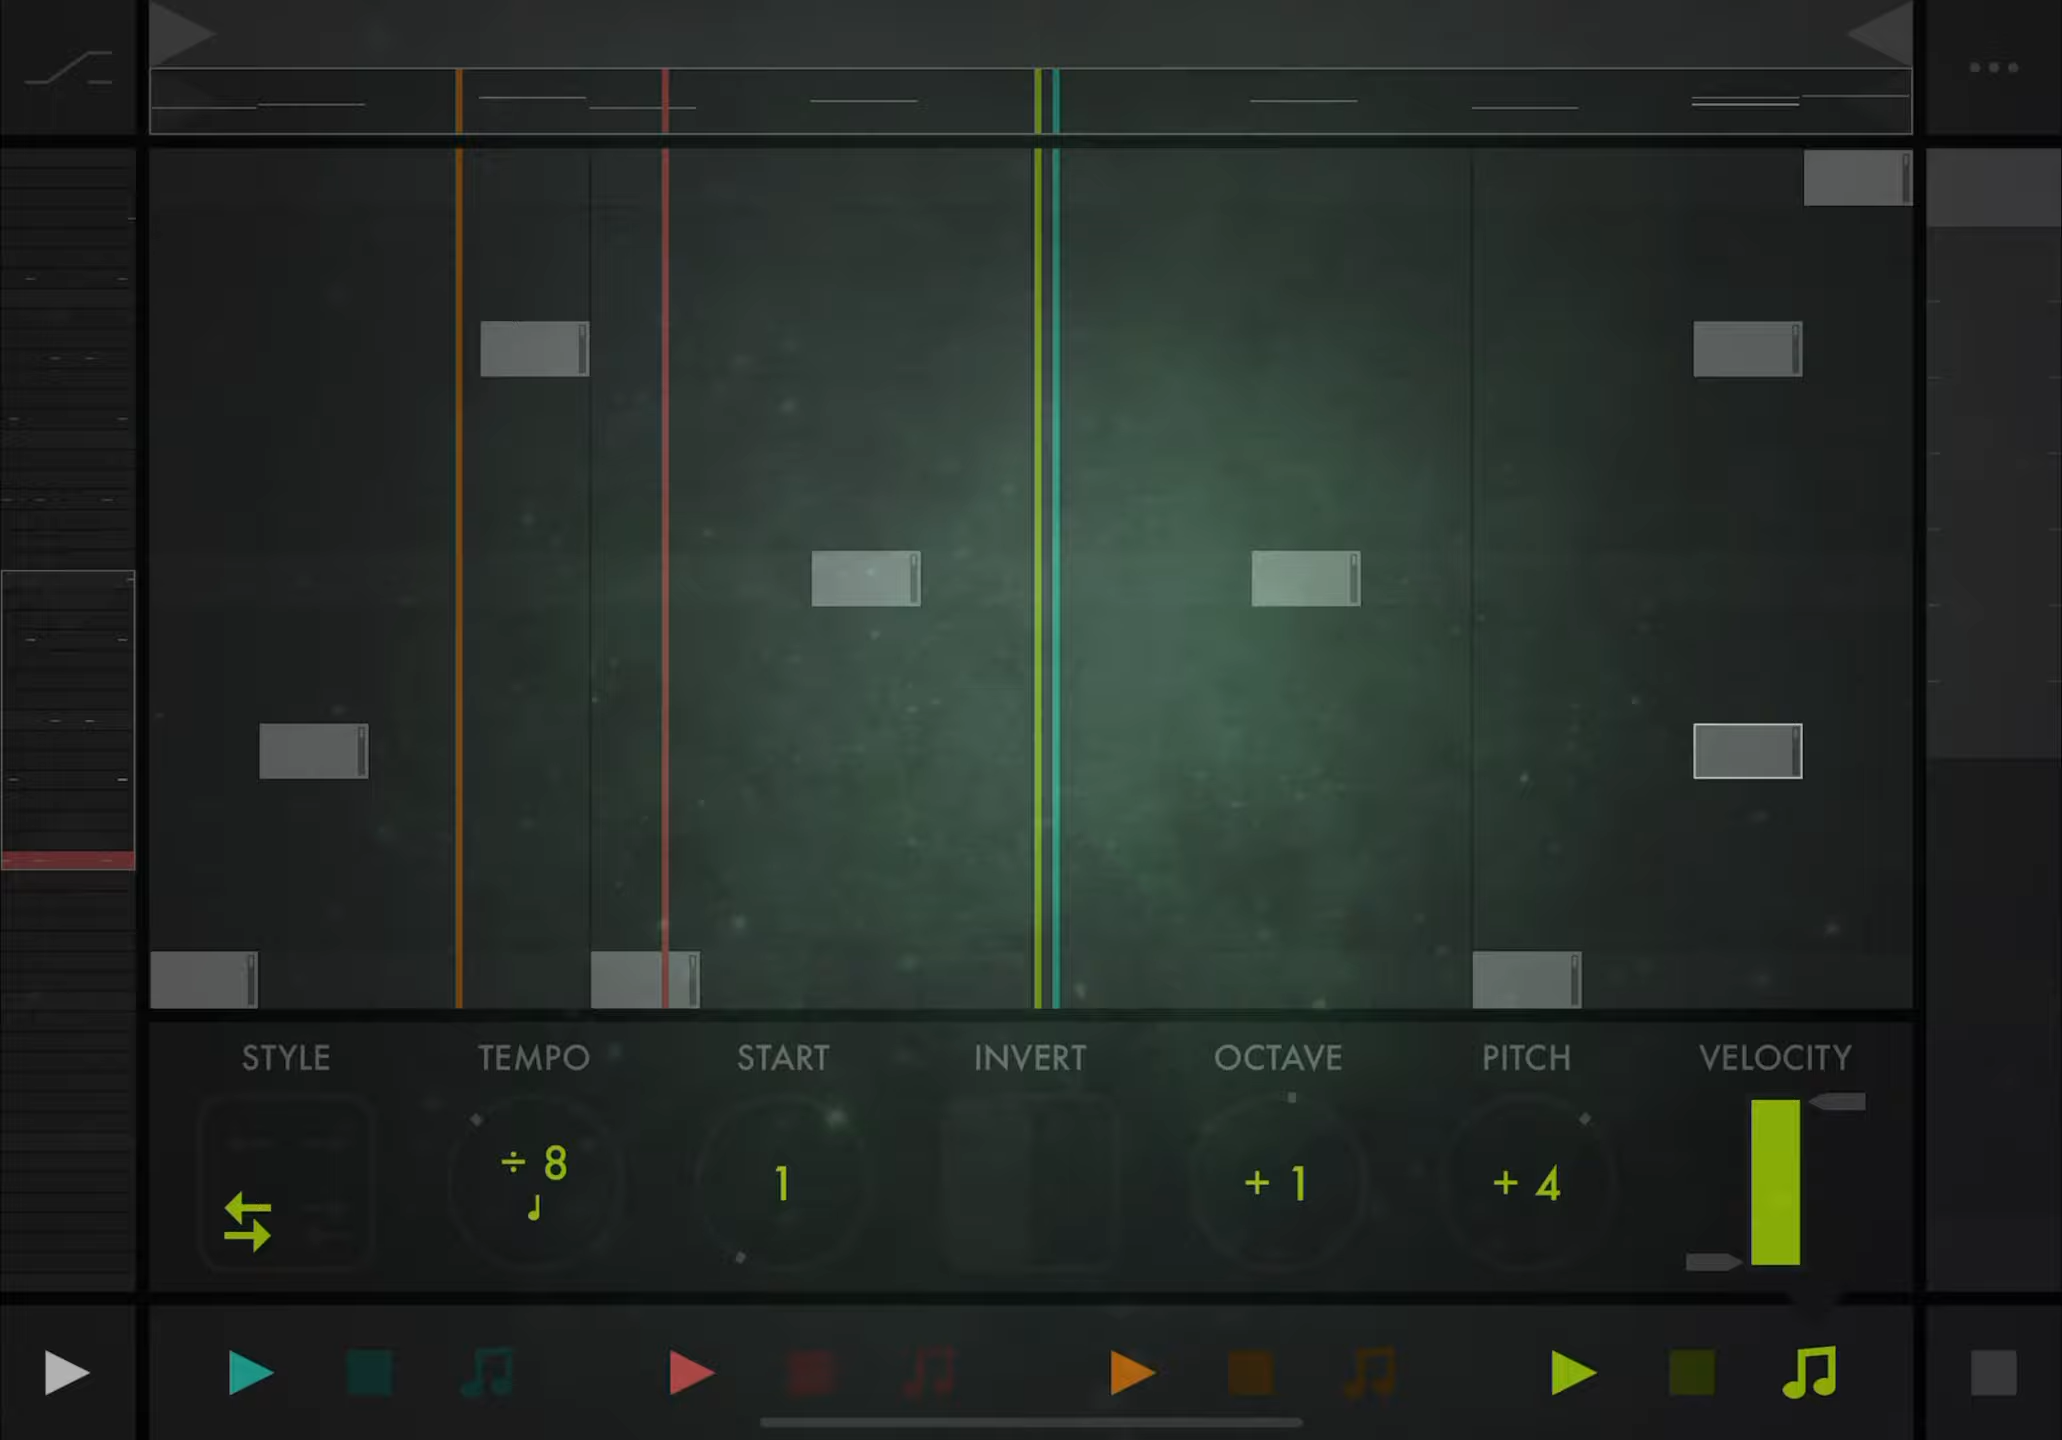 STYLE TEMPO START INVERT OCTAVE PITCH VELOCITY
÷ 8
1 + 1 + 4